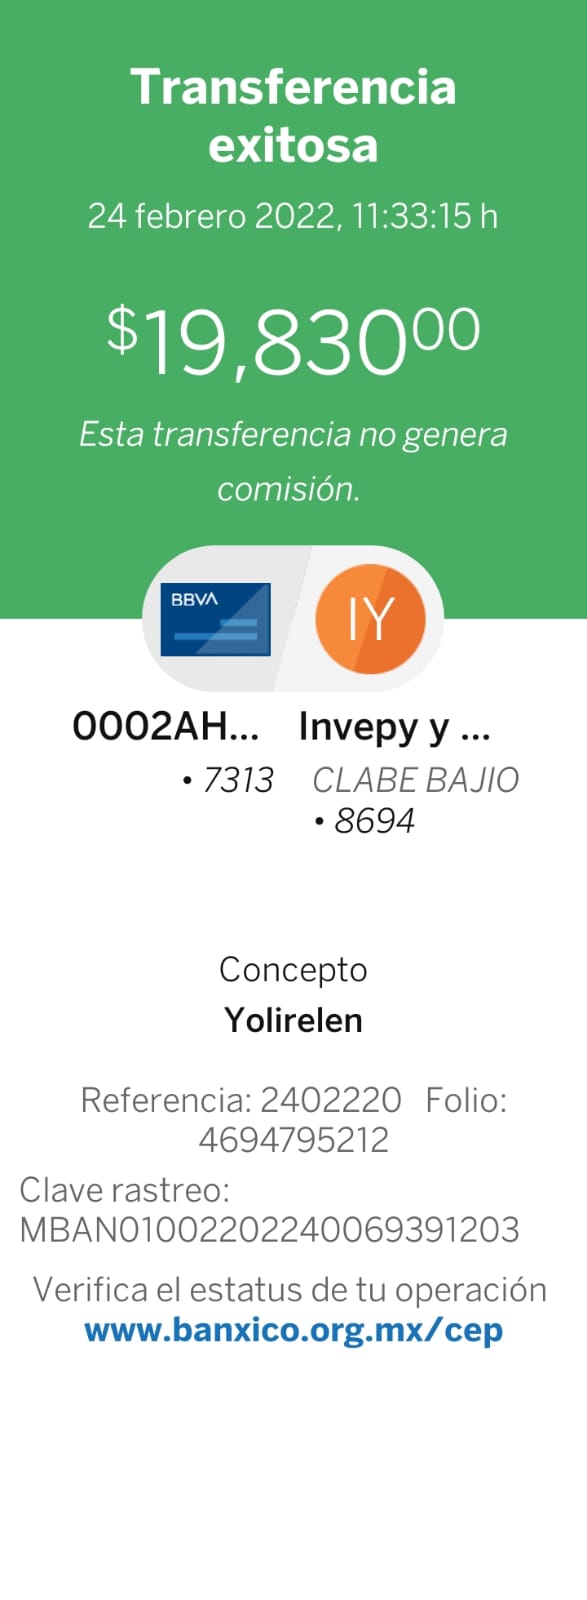 Transferencia
exitosa
24 febrero 2022, 11:33:15 h
$19,830.00
Esta transferencia no genera
comisión.
BBVA
IY
0002AH... Invepy y ...
• 7313 CLABE BAJIO
• 8694
Concepto
Yolirelen
Referencia: 2402220 Folio:
4694795212
Clave rastreo:
MBAN01002202240069391203
Verifica el estatus de tu operación
www.banxico.org.mx/cep